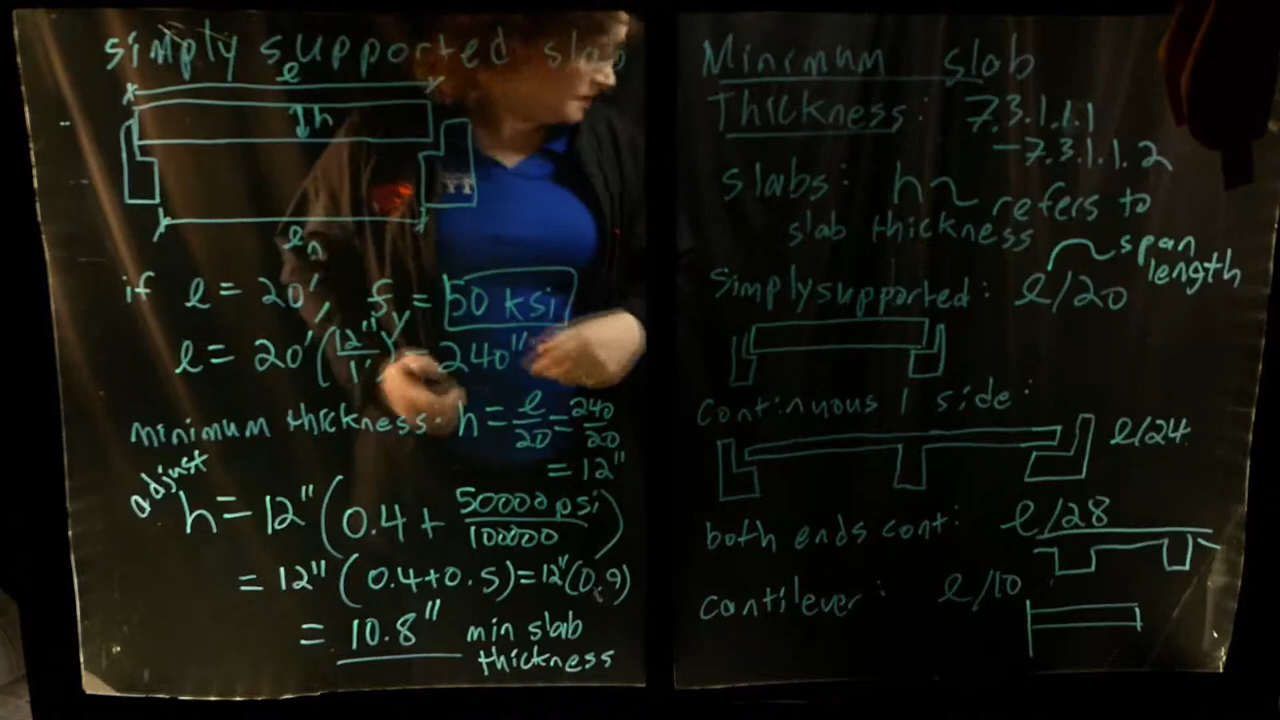 simply supported slab
l
h
ln
if l = 20', fy = 50 ksi
l = 20' (12"/1') = 240"
minimum thickness: h = l/20 = 240/20
= 12"
adjust
h = 12" (0.4 + 50000 psi/100000)
= 12" (0.4+0.5) = 12" (0.9)
= 10.8" min slab
thickness
Minimum slab
Thickness: 7.3.1.1.1
-7.3.1.1.2
slabs: h ~ refers to
slab thickness
span
length
Simply supported: l/20
Continuous 1 side:
l/24
both ends cont: l/28
cantilever: l/10